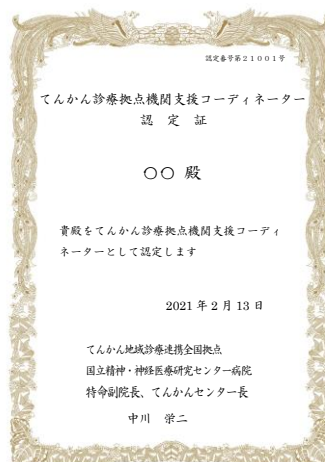 認定番号第21001号
てんかん診療拠点機関支援コーディネーター
認 定 証
〇〇 殿
貴殿をてんかん診療拠点機関支援コーディ
ネーターとして認定します
2021年2月13日
てんかん地域診療連携全国拠点
国立精神・神経医療研究センター病院
特命副院長、てんかんセンター長
中川 栄二